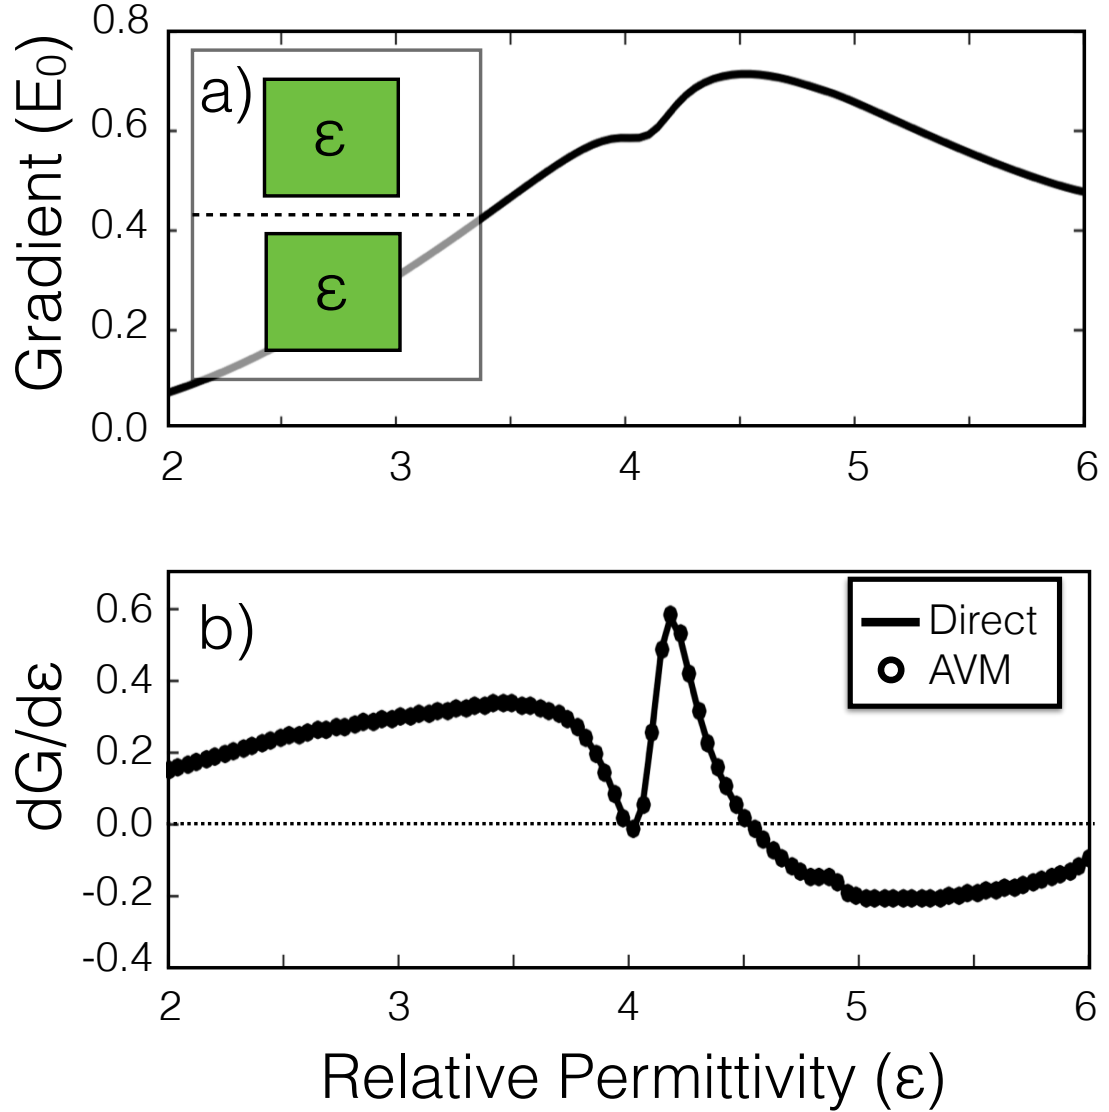 0.8
0.6
0.4
0.2
0.0
Gradient (E₀)
a)
ε
ε
2 3 4 5 6
0.6
0.4
0.2
0.0
-0.2
-0.4
dG/dε
b)
Direct
AVM
2 3 4 5 6
Relative Permittivity (ε)